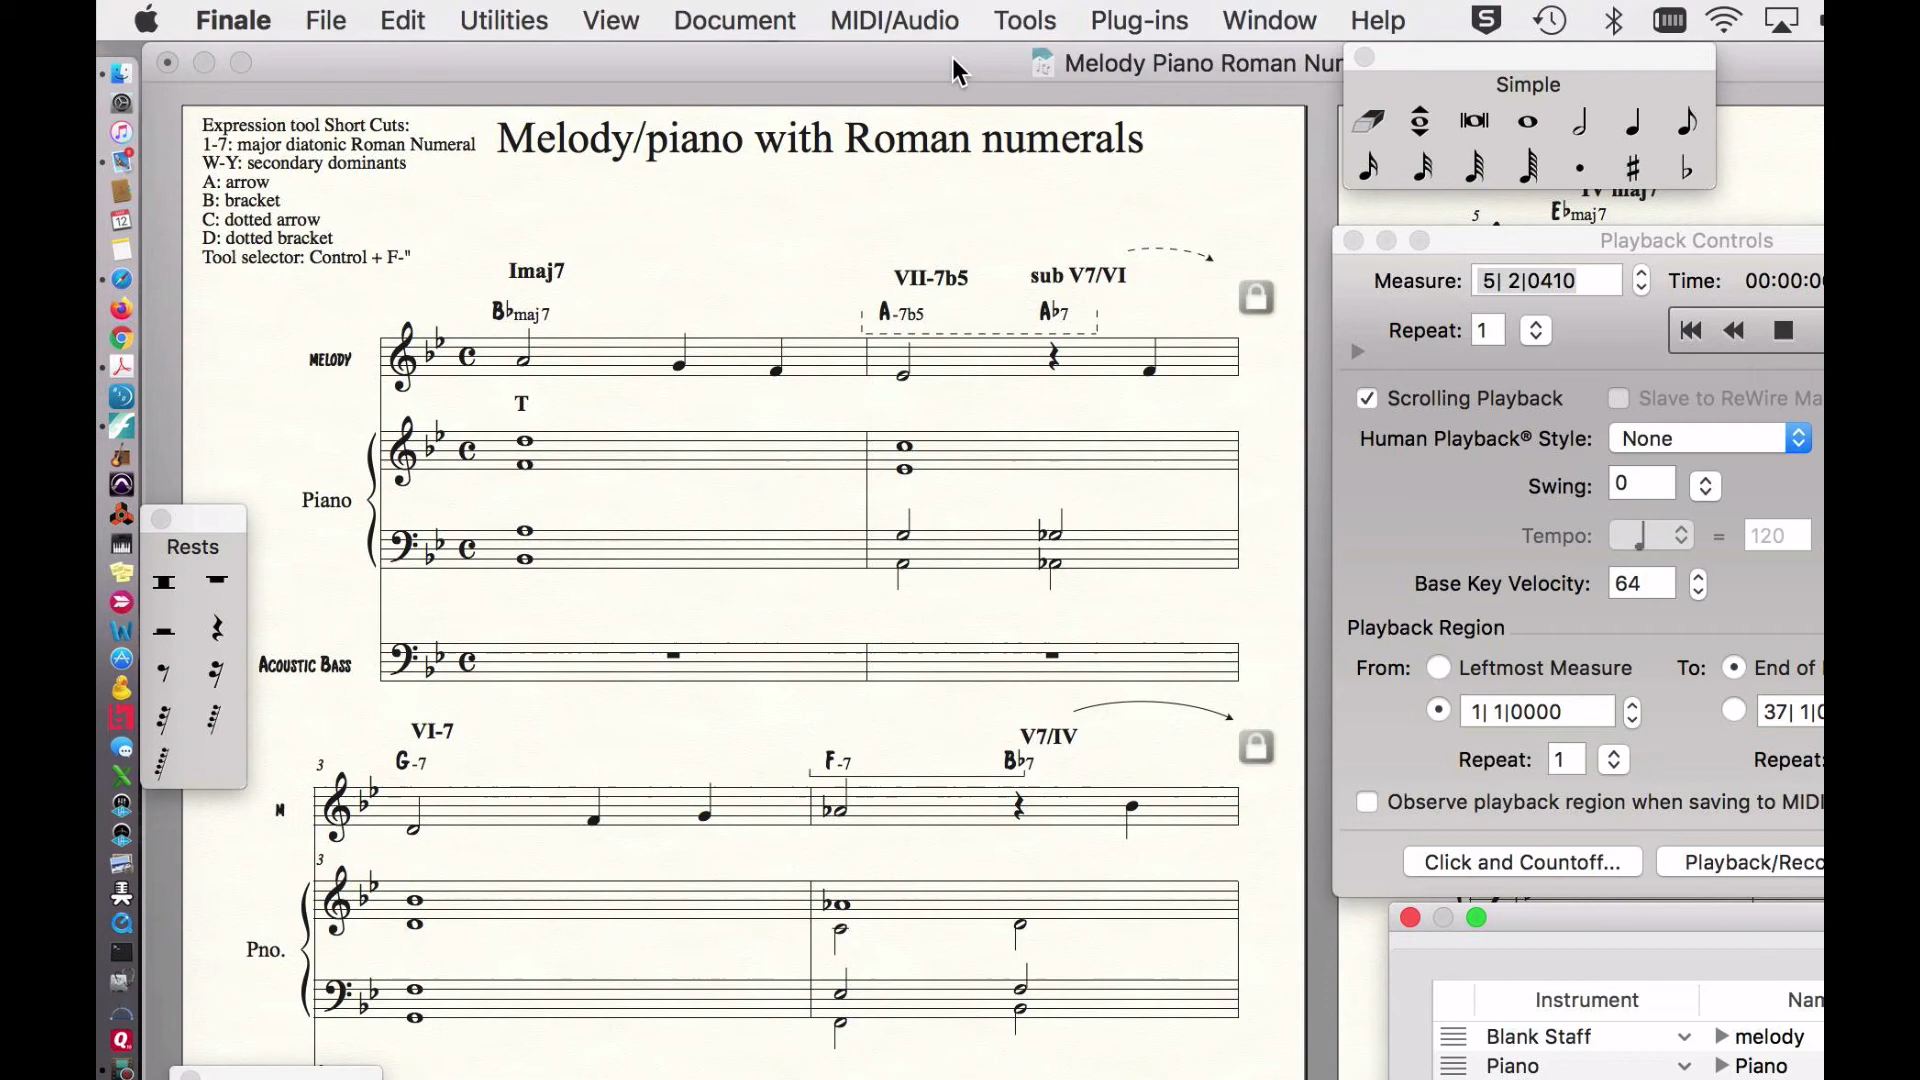 Finale File Edit Utilities View Document MIDI/Audio Tools Plug-ins Window Help
Melody Piano Roman Nur
Simple
Expression tool Short Cuts:
1-7: major diatonic Roman Numeral
W-Y: secondary dominants
A: arrow
B: bracket
C: dotted arrow
D: dotted bracket
Tool selector: Control + F-"
Melody/piano with Roman numerals
IV maj7
5
E♭maj7
Imaj7
VII-7b5
sub V7/VI
B♭maj7
A-7b5
A♭7
MELODY
T
Piano
ACOUSTIC BASS
Rests
VI-7
V7/IV
3
G-7
F-7
B♭7
M
3
Pno.
Playback Controls
Measure: 5| 2|0410
Time: 00:00:0
Repeat: 1
Scrolling Playback
Slave to ReWire Ma
Human Playback® Style: None
Swing: 0
Tempo: = 120
Base Key Velocity: 64
Playback Region
From: Leftmost Measure To: End of
1| 1|0000
37| 1|0
Repeat: 1
Repeat:
Observe playback region when saving to MIDI
Click and Countoff...
Playback/Reco
Instrument Nan
Blank Staff melody
Piano Piano